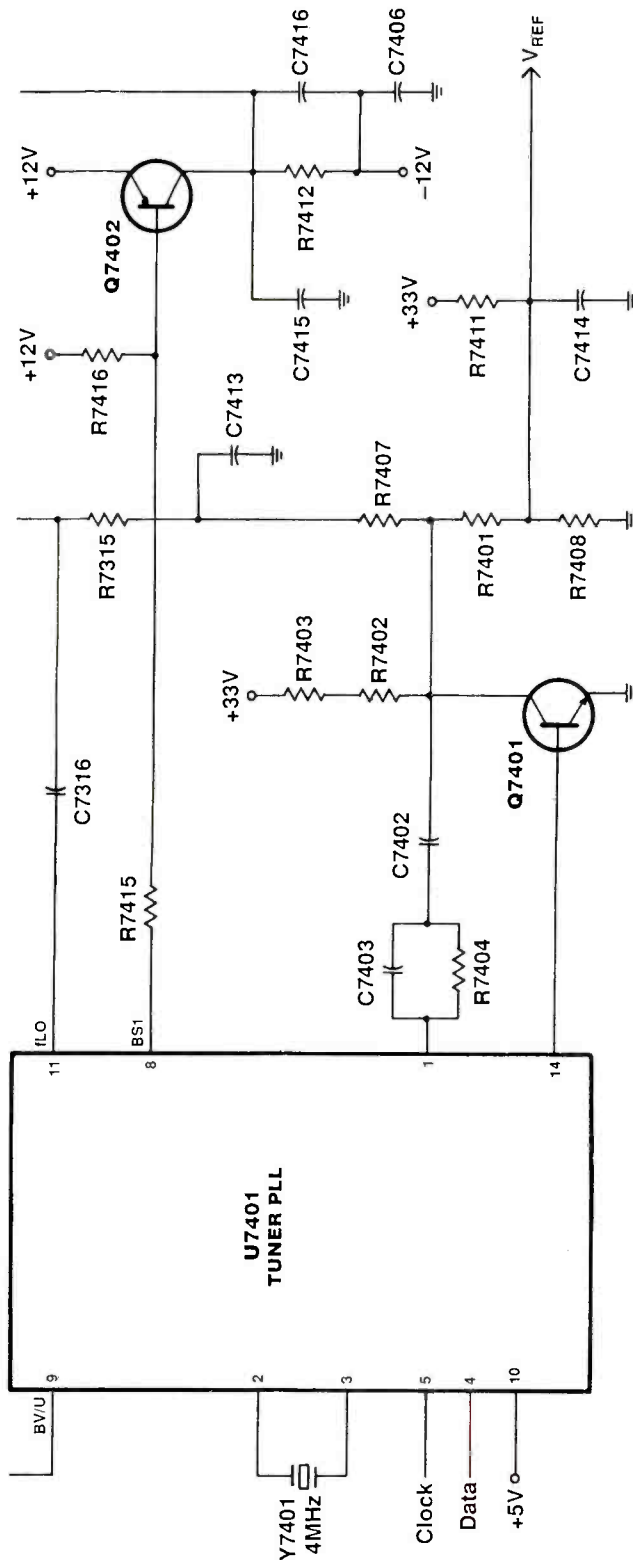 C7416
C7406
+12V
R7412
-12V
VREF
Q7402
+33V
R7411
C7414
+12V
R7416
C7415
C7413
R7315
R7407
R7401
R7408
+33V
R7403
R7402
Q7401
C7316
C7402
R7415
C7403
R7404
fLO
BS1
11
8
1
14
U7401
TUNER PLL
9
2
3
5
4
10
BV/U
Y7401
4MHz
Clock
Data
+5V